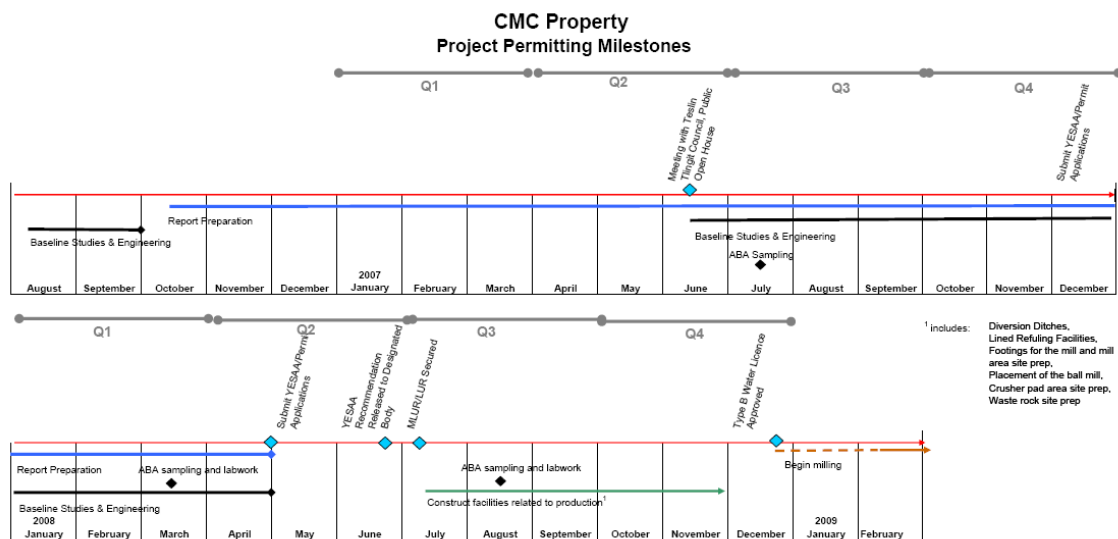 CMC Property
Project Permitting Milestones
Q1
Q2
Q3
Q4
Meeting with Teslin
Tlingit Council, Public
Open House
Submit YESAA/Permit
Applications
Report Preparation
Baseline Studies & Engineering
Baseline Studies & Engineering
ABA Sampling
2007
August
September
October
November
December
January
February
March
April
May
June
July
August
September
October
November
December
Q1
Q2
Q3
Q4
Submit YESAA/Permit
Applications
YESAA
Recommendation
Released to Designated
Body
MLUR/LUR Secured
Type B Water Licence
Approved
1 includes:
Diversion Ditches,
Lined Refuling Facilities,
Footings for the mill and mill
area site prep,
Placement of the ball mill,
Crusher pad area site prep,
Waste rock site prep
Report Preparation
ABA sampling and labwork
Baseline Studies & Engineering
ABA sampling and labwork
Construct facilities related to production1
Begin milling
2008
2009
January
February
March
April
May
June
July
August
September
October
November
December
January
February